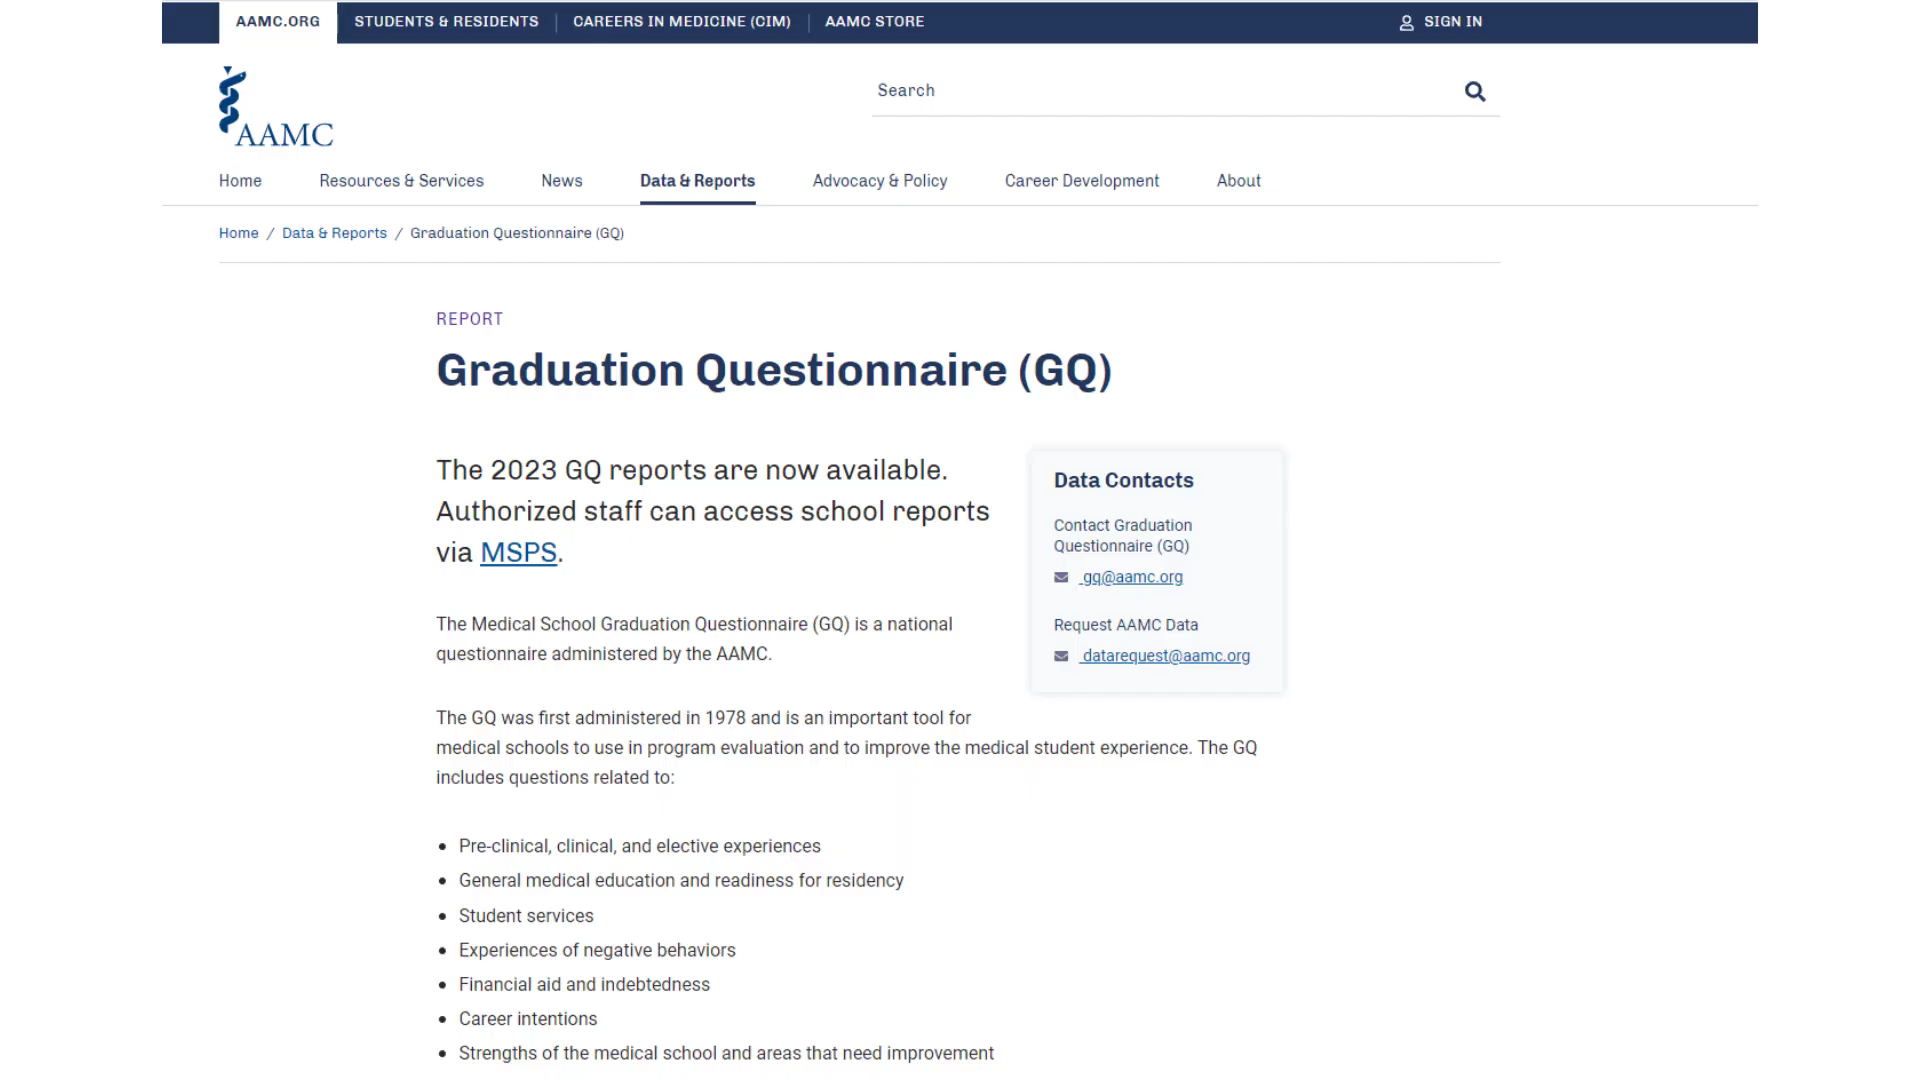 AAMC.ORG
STUDENTS & RESIDENTS
CAREERS IN MEDICINE (CIM)
AAMC STORE
SIGN IN
AAMC
Search
Home
Resources & Services
News
Data & Reports
Advocacy & Policy
Career Development
About
Home / Data & Reports / Graduation Questionnaire (GQ)
REPORT
Graduation Questionnaire (GQ)
The 2023 GQ reports are now available.
Authorized staff can access school reports
via MSPS.
Data Contacts
Contact Graduation
Questionnaire (GQ)
gq@aamc.org
Request AAMC Data
datarequest@aamc.org
The Medical School Graduation Questionnaire (GQ) is a national
questionnaire administered by the AAMC.
The GQ was first administered in 1978 and is an important tool for
medical schools to use in program evaluation and to improve the medical student experience. The GQ
includes questions related to:
• Pre-clinical, clinical, and elective experiences
• General medical education and readiness for residency
• Student services
• Experiences of negative behaviors
• Financial aid and indebtedness
• Career intentions
• Strengths of the medical school and areas that need improvement